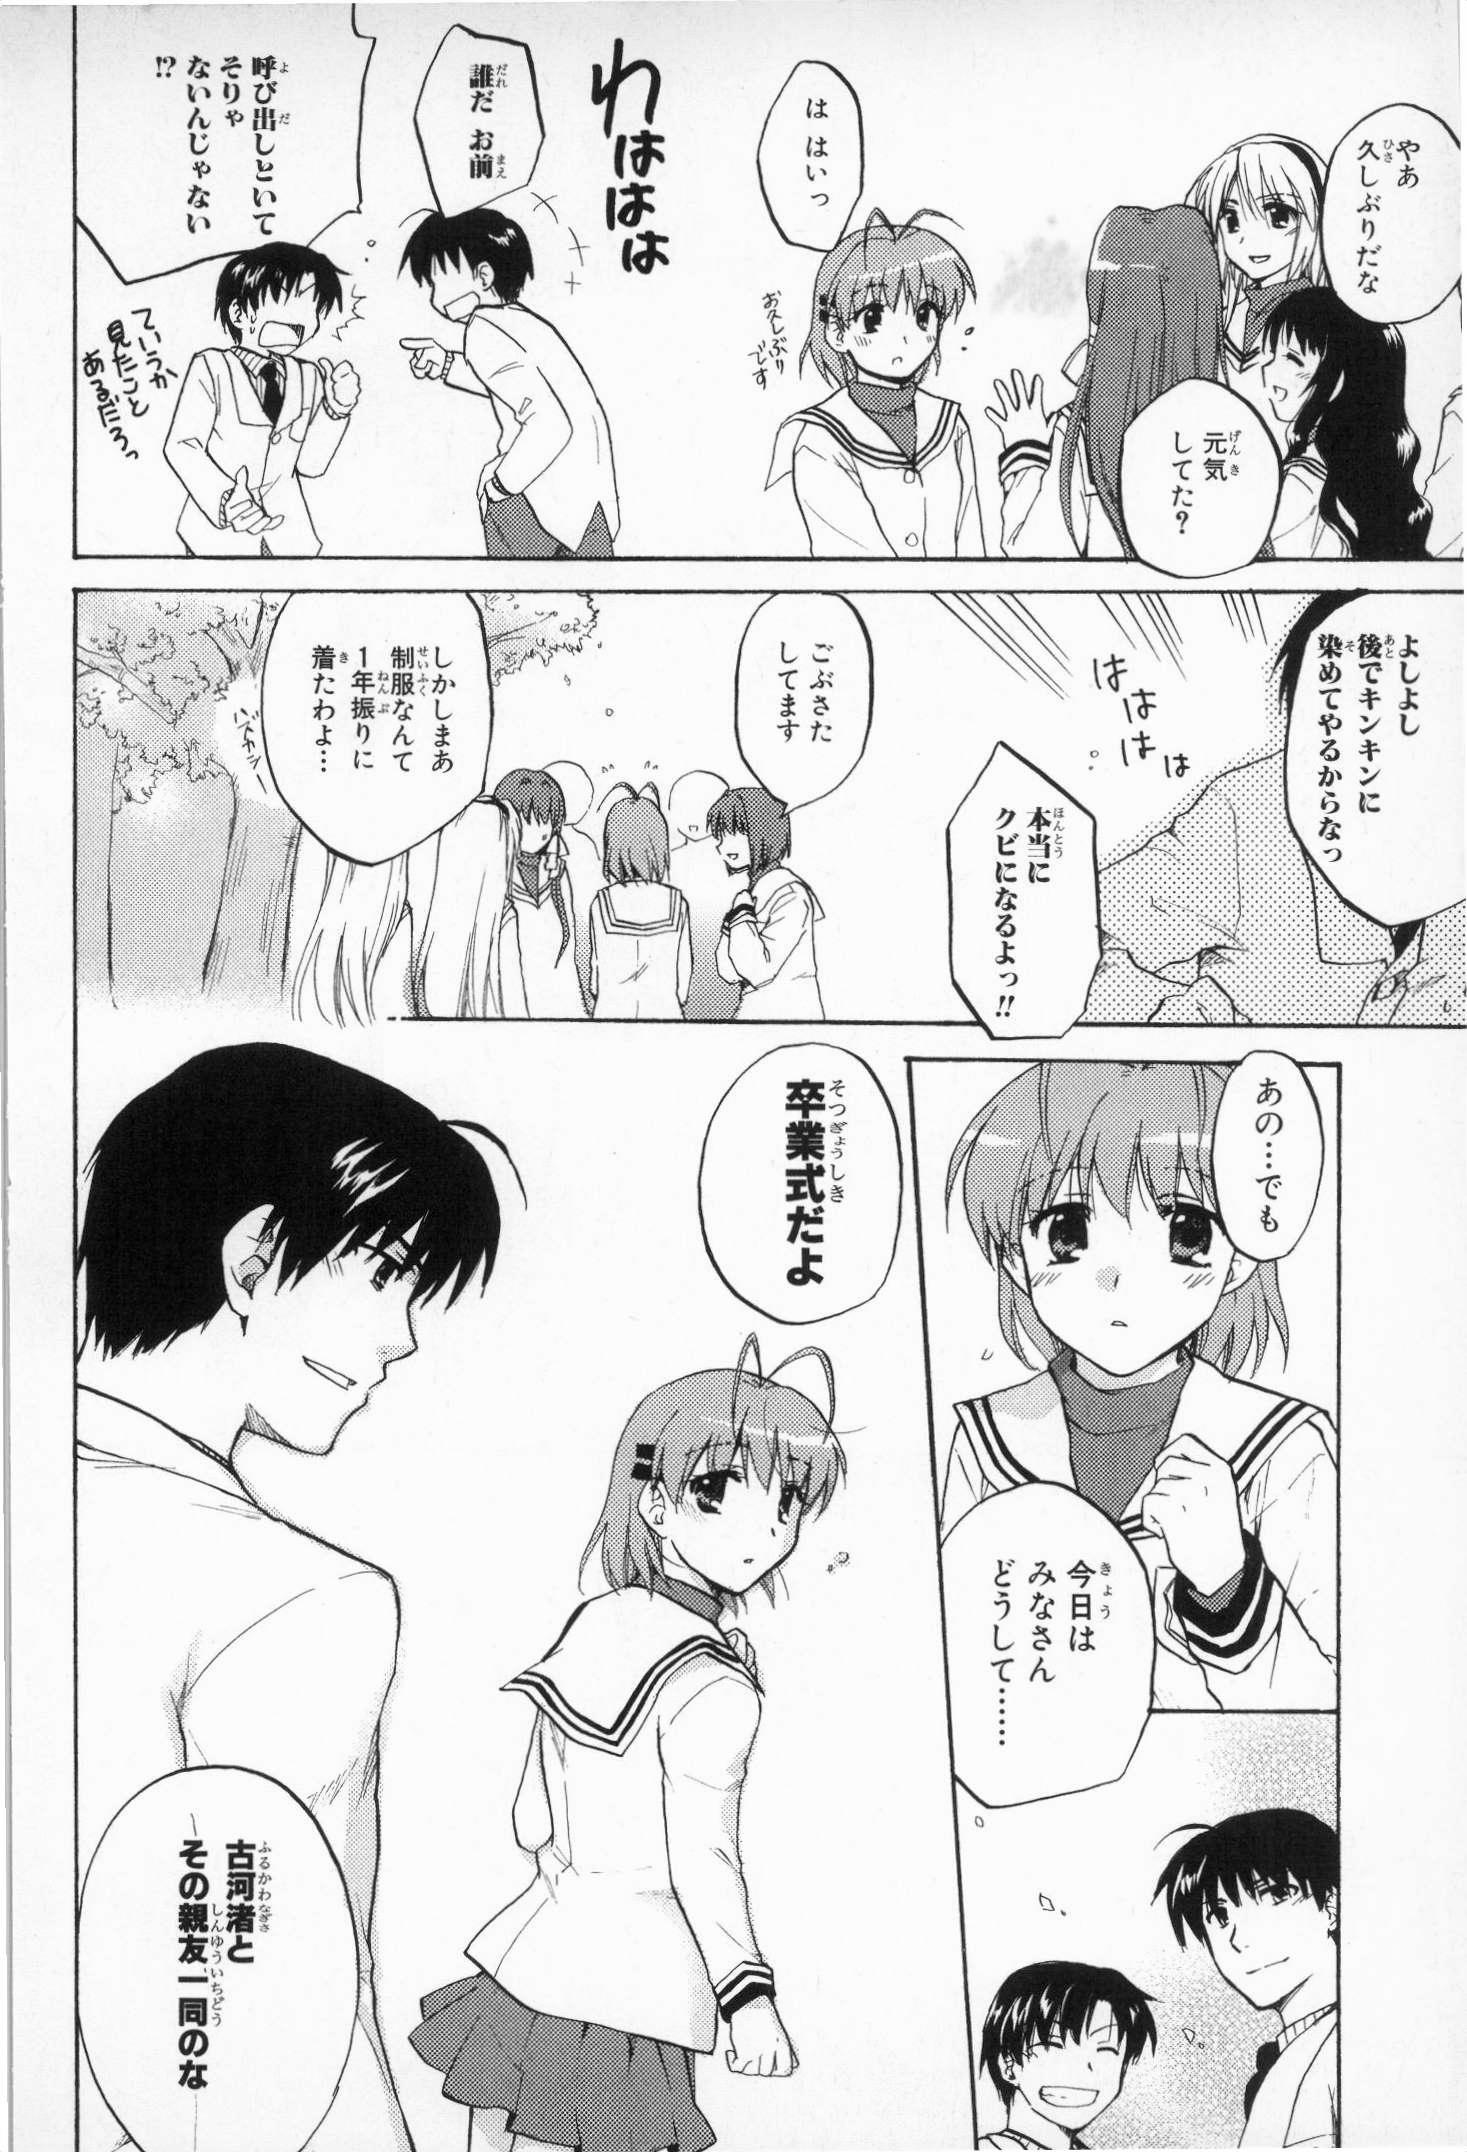 やあ
久しぶりだな
元気
してた？
は はいっ
お久しぶり
です
わははは
誰だ お前
呼び出しといて
そりゃ
ないんじゃない
!?
ていうか
見たこと
あるだろっ
よしよし
後でキンキンに
染めてやるからなっ
はははは
本当に
クビになるよっ!!
ごぶさた
してます
しかしまあ
制服なんて
1年振りに
着たわよ…
ハズカシー
あの…でも
今日は
みなさん
どうして……
卒業式だよ
古河渚と
その親友一同のな